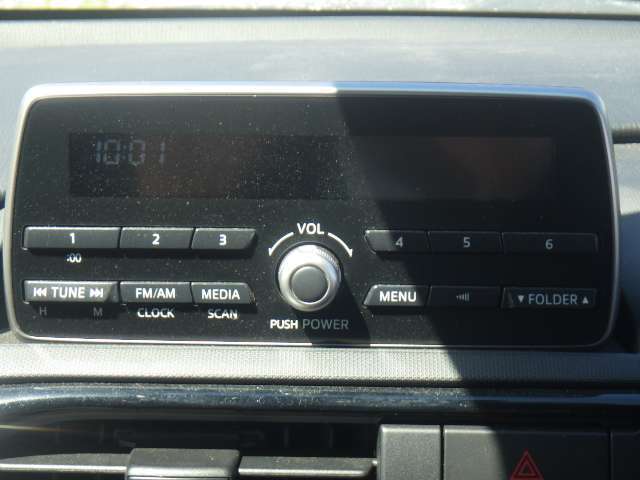 10:01
VOL
1 2 3 4 5 6
:00
TUNE FM/AM MEDIA MENU FOLDER
H M CLOCK SCAN
PUSH POWER